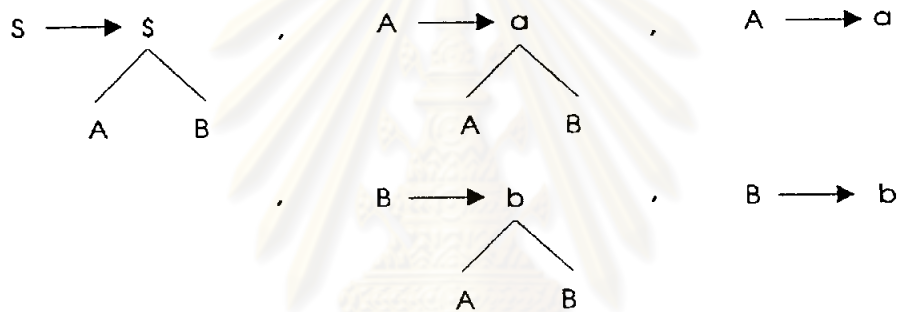 S → $ , A → a , A → a
A B A B
, B → b , B → b
A B